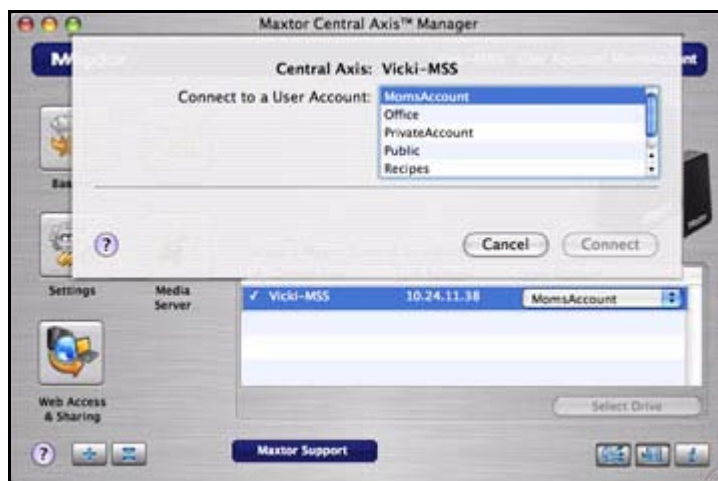 Maxtor Central Axis™ Manager
Central Axis: Vicki-MSS
Connect to a User Account:
MomsAccount
Office
PrivateAccount
Public
Recipes
?
Cancel
Connect
Settings
Media Server
✓ Vicki-MSS 10.24.11.38 MomsAccount
Web Access & Sharing
Select Drive
?
Maxtor Support